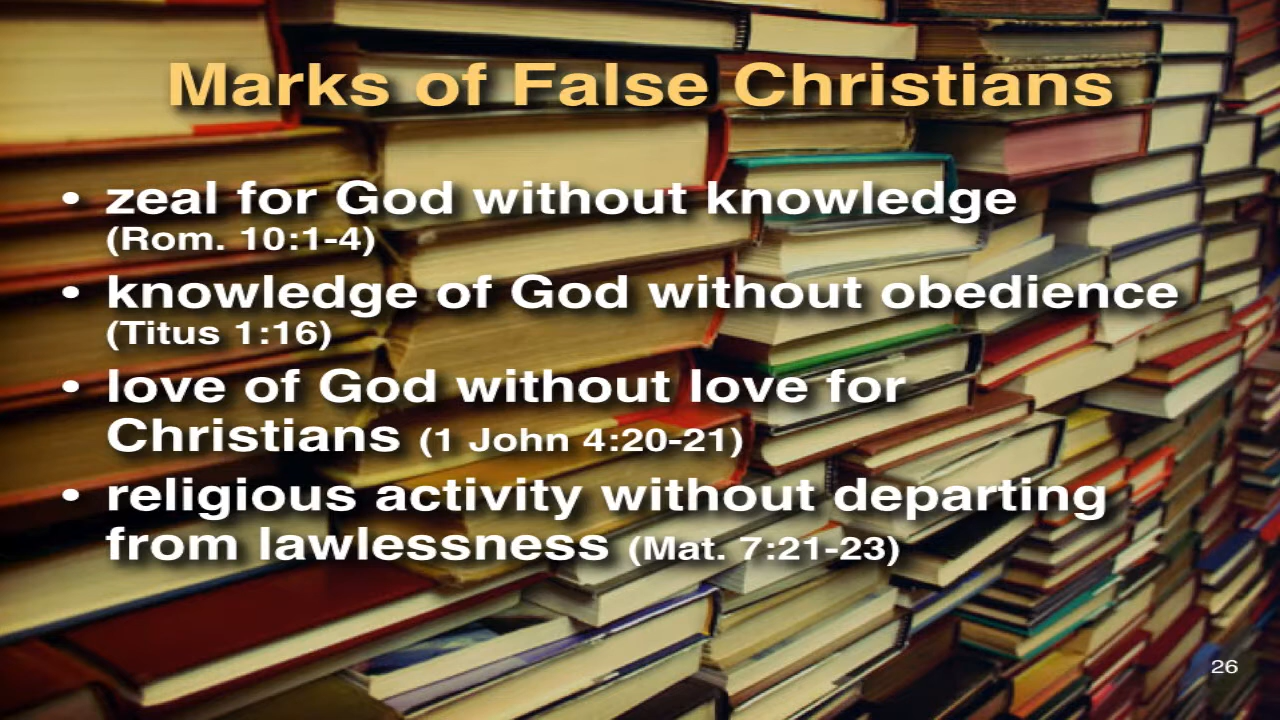 Marks of False Christians
• zeal for God without knowledge
(Rom. 10:1-4)
• knowledge of God without obedience
(Titus 1:16)
• love of God without love for
Christians (1 John 4:20-21)
• religious activity without departing
from lawlessness (Mat. 7:21-23)
26